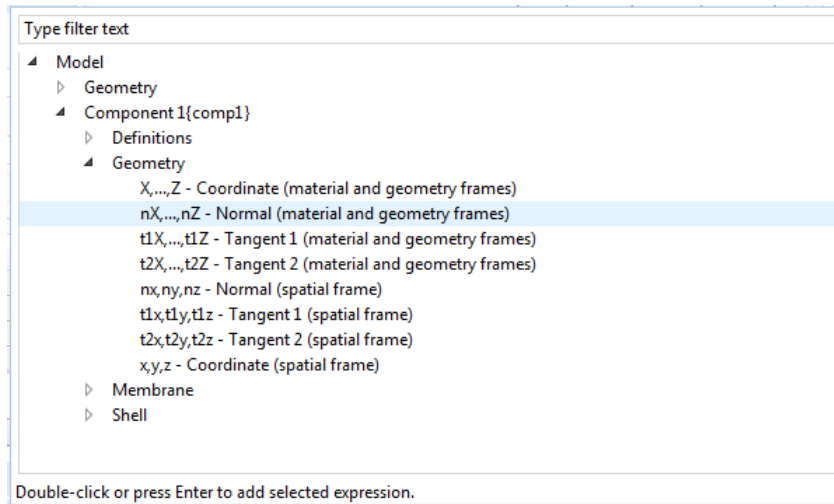 Type filter text
Model
Geometry
Component 1{comp1}
Definitions
Geometry
X,...,Z - Coordinate (material and geometry frames)
nX,...,nZ - Normal (material and geometry frames)
t1X,...,t1Z - Tangent 1 (material and geometry frames)
t2X,...,t2Z - Tangent 2 (material and geometry frames)
nx,ny,nz - Normal (spatial frame)
t1x,t1y,t1z - Tangent 1 (spatial frame)
t2x,t2y,t2z - Tangent 2 (spatial frame)
x,y,z - Coordinate (spatial frame)
Membrane
Shell
Double-click or press Enter to add selected expression.